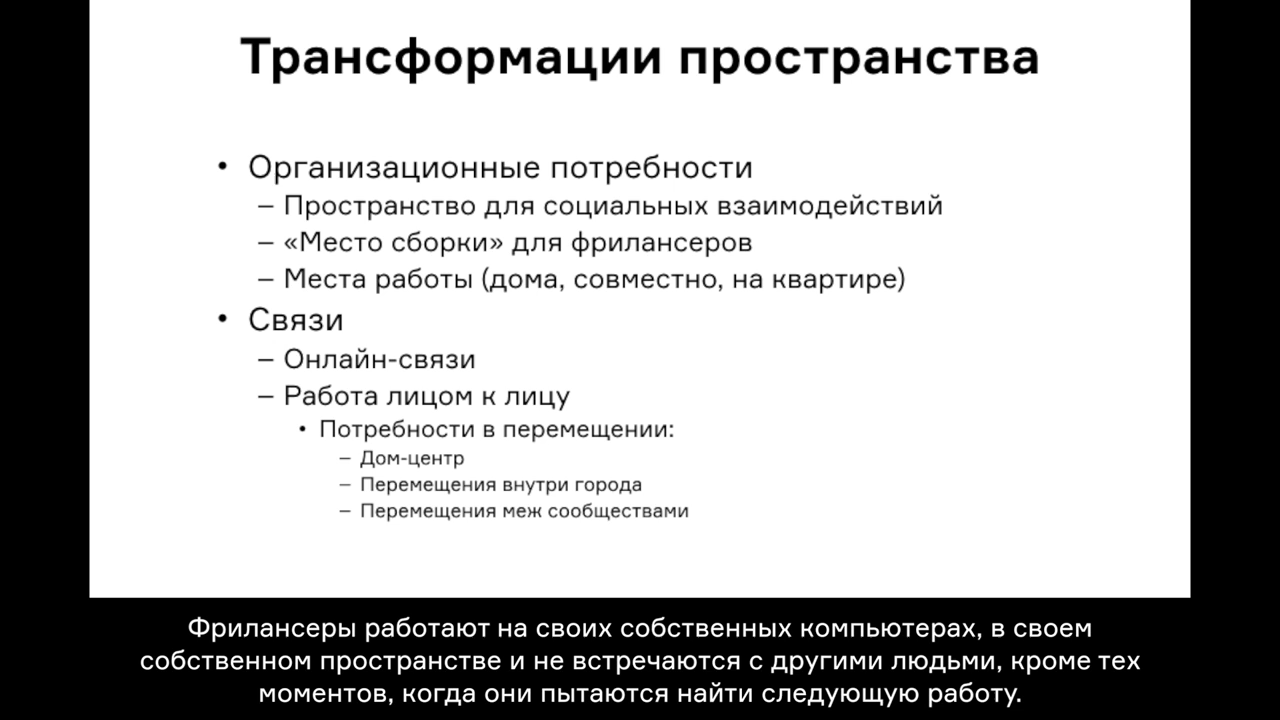 Трансформации пространства
• Организационные потребности
– Пространство для социальных взаимодействий
– «Место сборки» для фрилансеров
– Места работы (дома, совместно, на квартире)
• Связи
– Онлайн-связи
– Работа лицом к лицу
• Потребности в перемещении:
– Дом-центр
– Перемещения внутри города
– Перемещения меж сообществами
Фрилансеры работают на своих собственных компьютерах, в своем
собственном пространстве и не встречаются с другими людьми, кроме тех
моментов, когда они пытаются найти следующую работу.